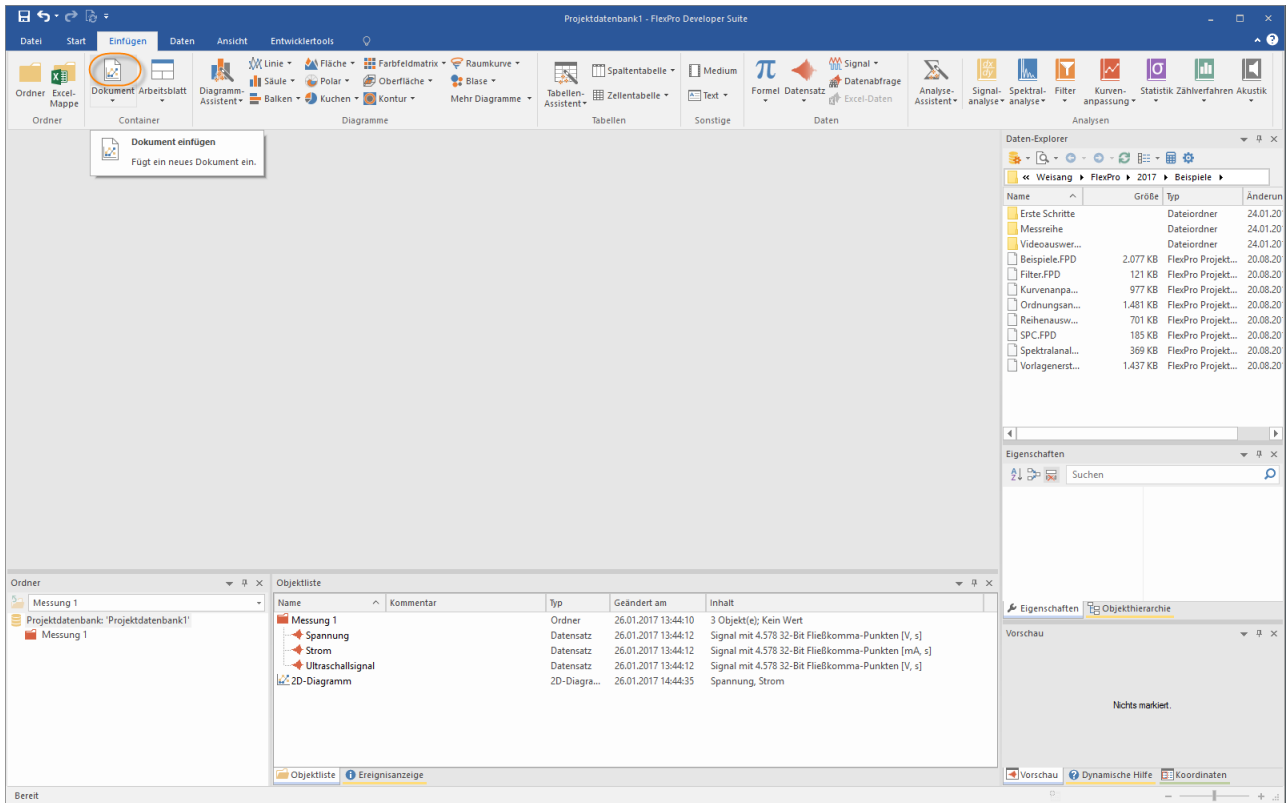 Projektdatenbank1 - FlexPro Developer Suite
Datei Start Einfügen Daten Ansicht Entwicklertools
Ordner Excel-Mappe
Ordner
Dokument Arbeitsblatt
Container
Diagramm-Assistent
Linie Fläche Farbfeldmatrix Raumkurve
Säule Polar Oberfläche Blase
Balken Kuchen Kontur Mehr Diagramme
Diagramme
Tabellen-Assistent
Spaltentabelle
Zellentabelle
Tabellen
Medium
Text
Sonstige
Formel Datensatz
Signal
Datenabfrage
Excel-Daten
Daten
Analyse-Assistent
Signal-analyse
Spektral-analyse
Filter
Kurven-anpassung
Statistik
Zählverfahren
Akustik
Analysen
Dokument einfügen
Fügt ein neues Dokument ein.
Daten-Explorer
« Weisang FlexPro 2017 Beispiele
Name Größe Typ Änderun
Erste Schritte Dateiordner 24.01.20
Messreihe Dateiordner 24.01.20
Videoauswer... Dateiordner 24.01.20
Beispiele.FPD 2.077 KB FlexPro Projekt... 20.08.20
Filter.FPD 121 KB FlexPro Projekt... 20.08.20
Kurvenanpa... 977 KB FlexPro Projekt... 20.08.20
Ordnungsan... 1.481 KB FlexPro Projekt... 20.08.20
Reihenausw... 701 KB FlexPro Projekt... 20.08.20
SPC.FPD 185 KB FlexPro Projekt... 20.08.20
Spektralanal... 369 KB FlexPro Projekt... 20.08.20
Vorlagenerst... 1.437 KB FlexPro Projekt... 20.08.20
Eigenschaften
Suchen
Eigenschaften Objekthierarchie
Vorschau
Nichts markiert.
Vorschau Dynamische Hilfe Koordinaten
Ordner
Messung 1
Projektdatenbank: 'Projektdatenbank1'
Messung 1
Objektliste
Name Kommentar Typ Geändert am Inhalt
Messung 1 Ordner 26.01.2017 13:44:10 3 Objekt(e); Kein Wert
Spannung Datensatz 26.01.2017 13:44:12 Signal mit 4.578 32-Bit Fließkomma-Punkten [V, s]
Strom Datensatz 26.01.2017 13:44:12 Signal mit 4.578 32-Bit Fließkomma-Punkten [mA, s]
Ultraschallsignal Datensatz 26.01.2017 13:44:12 Signal mit 4.578 32-Bit Fließkomma-Punkten [V, s]
2D-Diagramm 2D-Diagra... 26.01.2017 14:44:35 Spannung, Strom
Objektliste Ereignisanzeige
Bereit